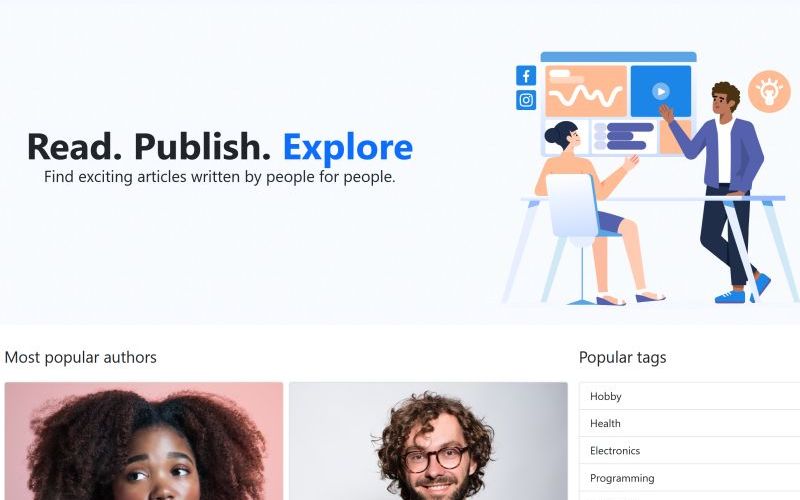 Read. Publish. Explore
Find exciting articles written by people for people.
Most popular authors
Popular tags
Hobby
Health
Electronics
Programming